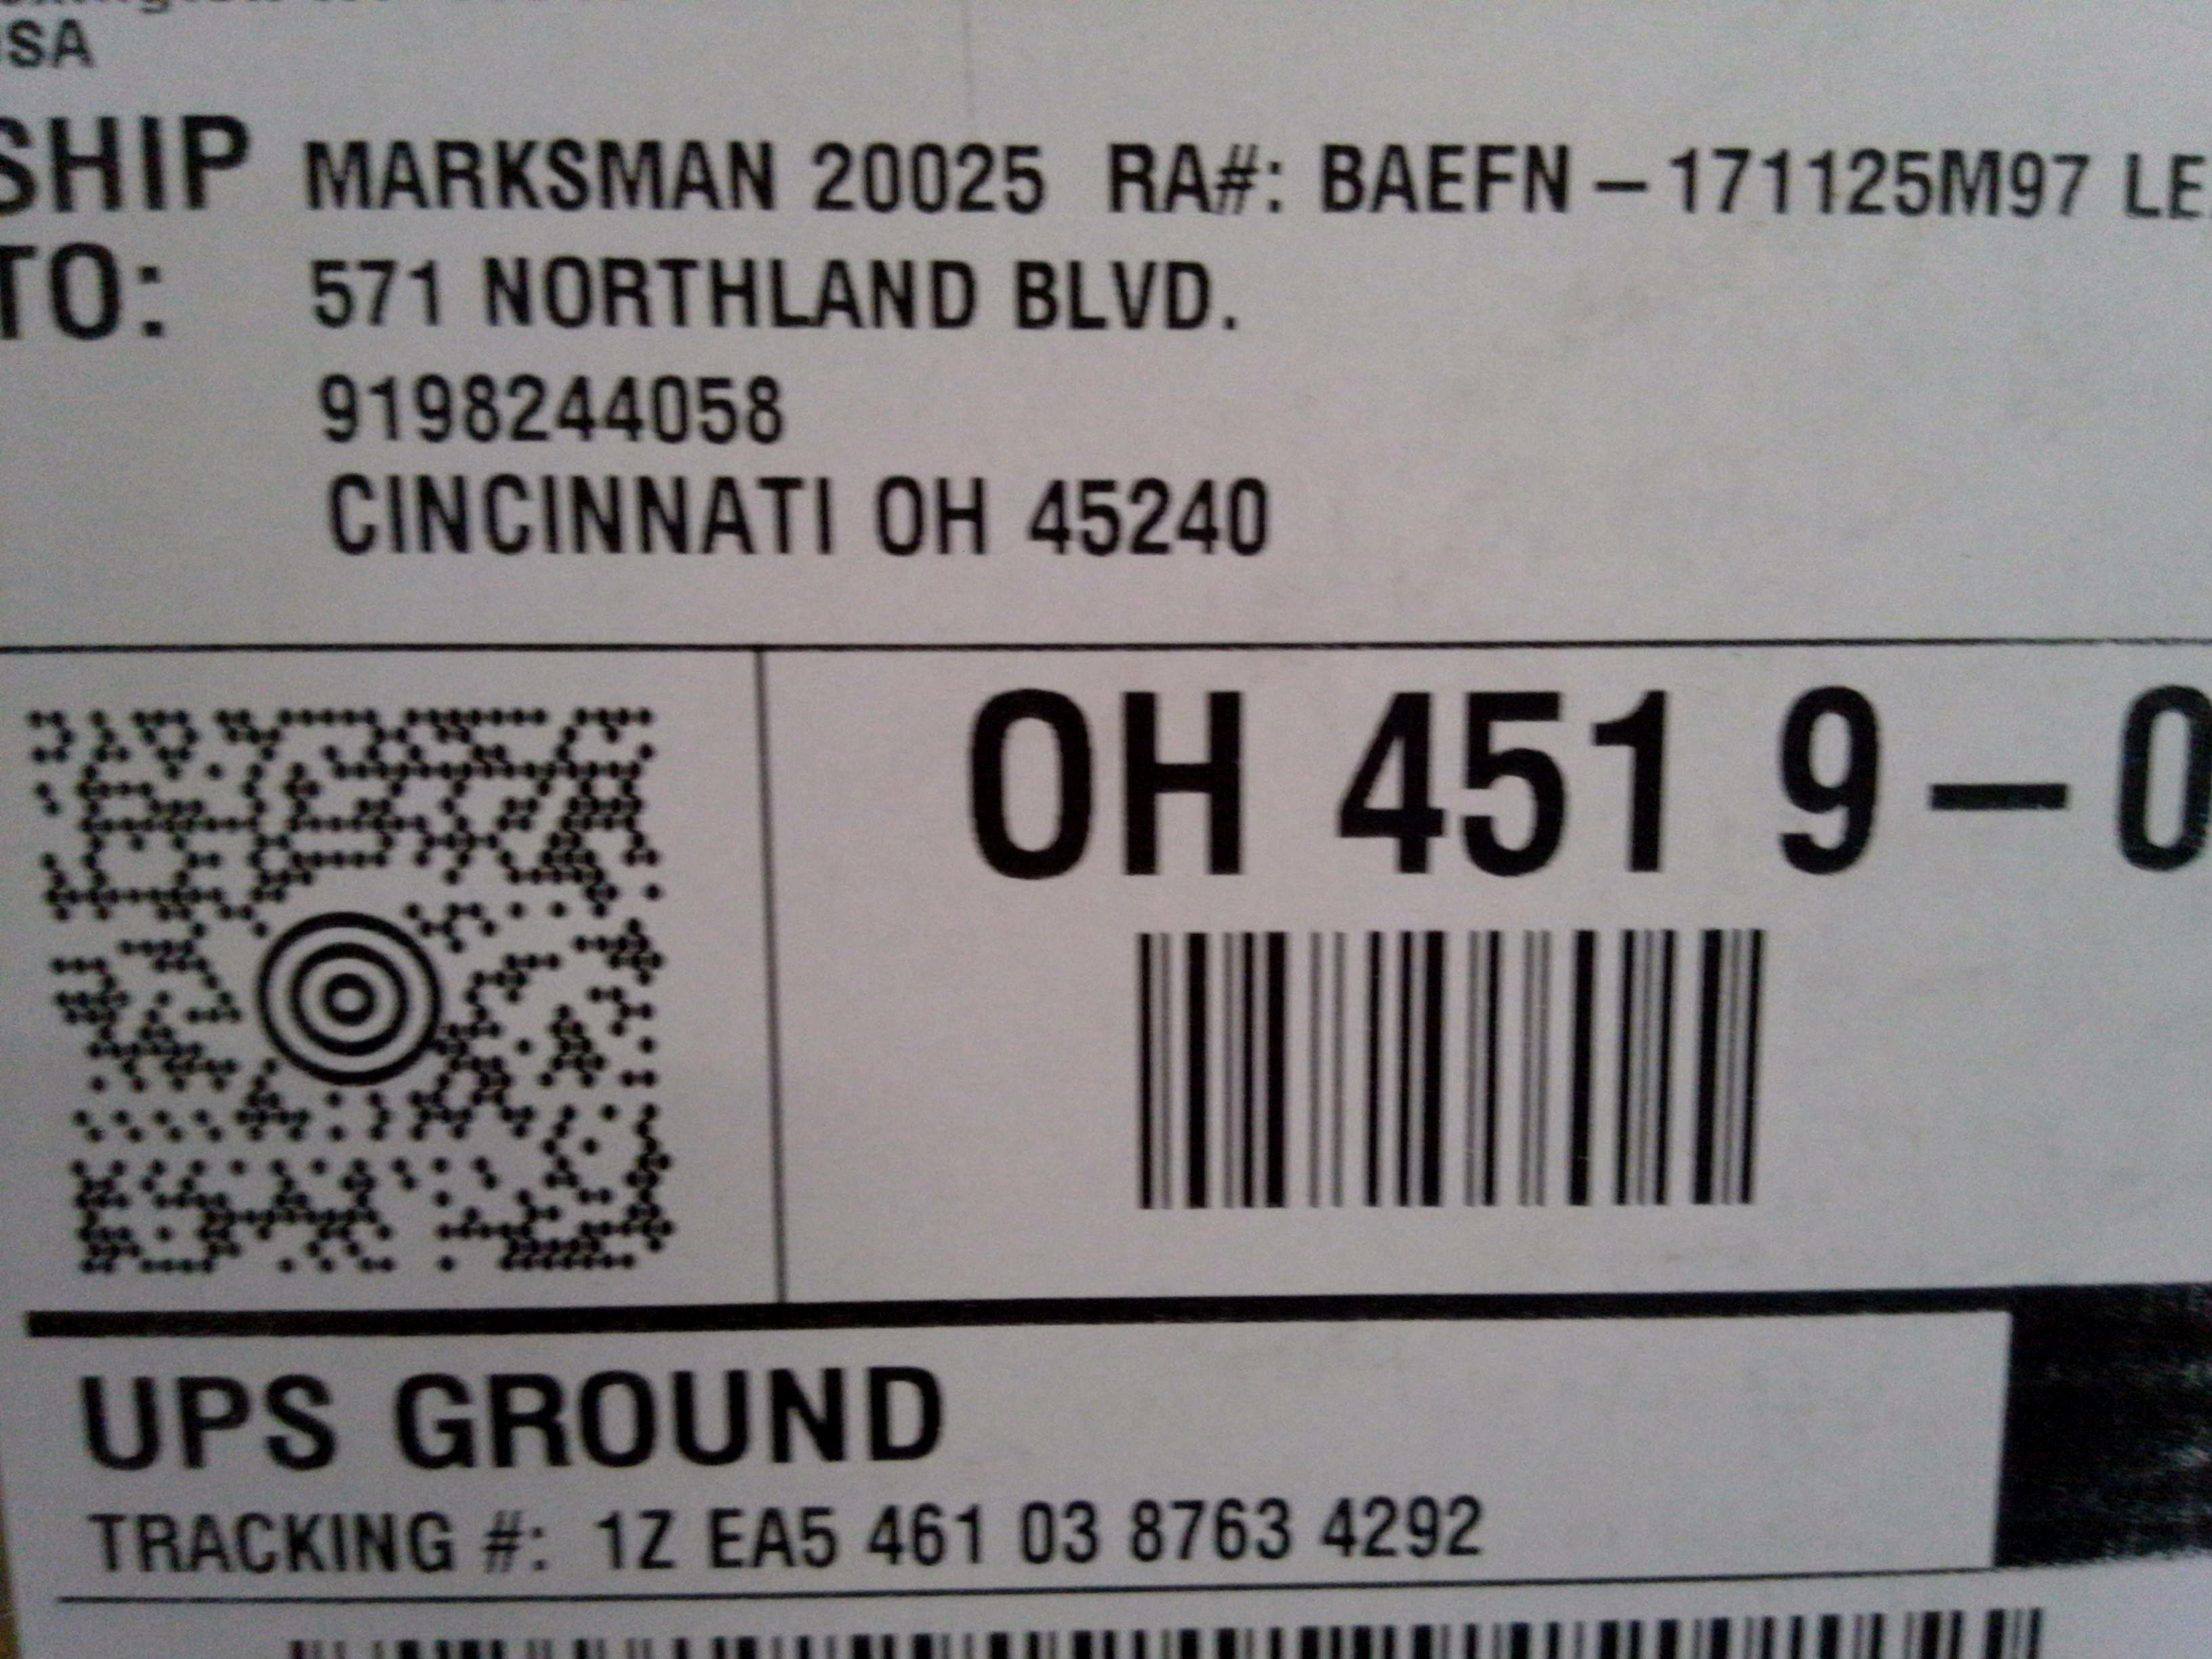 SA
SHIP MARKSMAN 20025 RA#: BAEFN – 171125M97 LE
TO: 571 NORTHLAND BLVD.
9198244058
CINCINNATI OH 45240
OH 451 9 – 0
UPS GROUND
TRACKING #: 1Z EA5 461 03 8763 4292